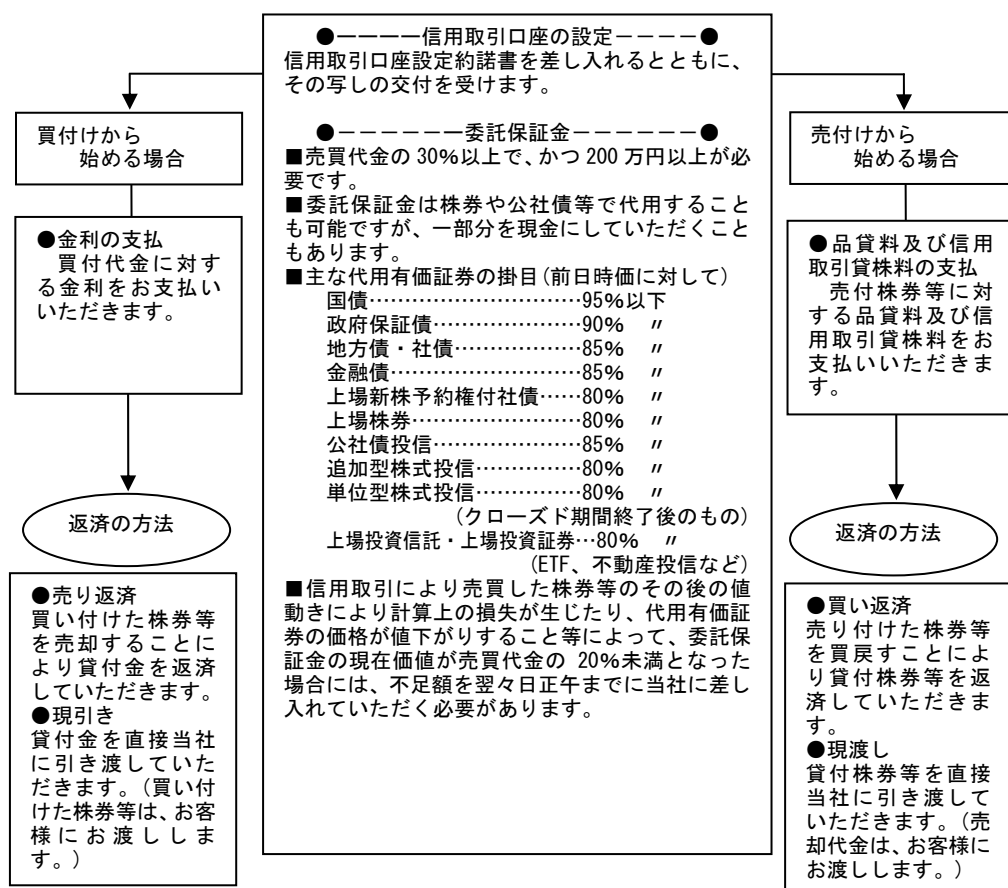 ●ーーーー信用取引口座の設定ーーーー●
信用取引口座設定約諾書を差し入れるとともに、
その写しの交付を受けます。
●ーーーーーー委託保証金ーーーーーー●
■売買代金の 30%以上で、かつ 200 万円以上が必
要です。
■委託保証金は株券や公社債等で代用すること
も可能ですが、一部分を現金にしていただくこと
もあります。
■主な代用有価証券の掛目(前日時価に対して)
国債…………………………95%以下
政府保証債…………………90% 〃
地方債・社債………………85% 〃
金融債………………………85% 〃
上場新株予約権付社債……80% 〃
上場株券……………………80% 〃
公社債投信…………………85% 〃
追加型株式投信……………80% 〃
単位型株式投信……………80% 〃
(クローズド期間終了後のもの)
上場投資信託・上場投資証券…80% 〃
(ETF、不動産投信など)
■信用取引により売買した株券等のその後の値
動きにより計算上の損失が生じたり、代用有価証
券の価格が値下がりすること等によって、委託保
証金の現在価値が売買代金の 20%未満となった
場合には、不足額を翌々日正午までに当社に差し
入れていただく必要があります。
買付けから
始める場合
●金利の支払
買付代金に対す
る金利をお支払い
いただきます。
返済の方法
●売り返済
買い付けた株券等
を売却することに
より貸付金を返済
していただきます。
●現引き
貸付金を直接当社
に引き渡していた
だきます。(買い付
けた株券等は、お客
様にお渡ししま
す。)
売付けから
始める場合
●品貸料及び信用
取引貸株料の支払
売付株券等に対
する品貸料及び信
用取引貸株料をお
支払いいただきま
す。
返済の方法
●買い返済
売り付けた株券等
を買戻すことによ
り貸付株券等を返
済していただきま
す。
●現渡し
貸付株券等を直接
当社に引き渡して
いただきます。(売
却代金は、お客様に
お渡しします。)